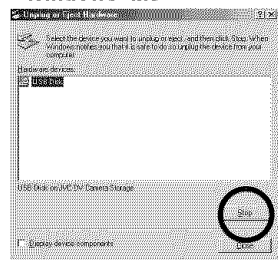 Unplug or Eject Hardware
Select the device you want to unplug or eject, and then click Stop. When
Windows notifies you that it is safe to do so unplug the device from your
computer.
Hardware devices:
USB Disk
USB Disk on JVC DV Camera Storage
Stop
Display device components
Close